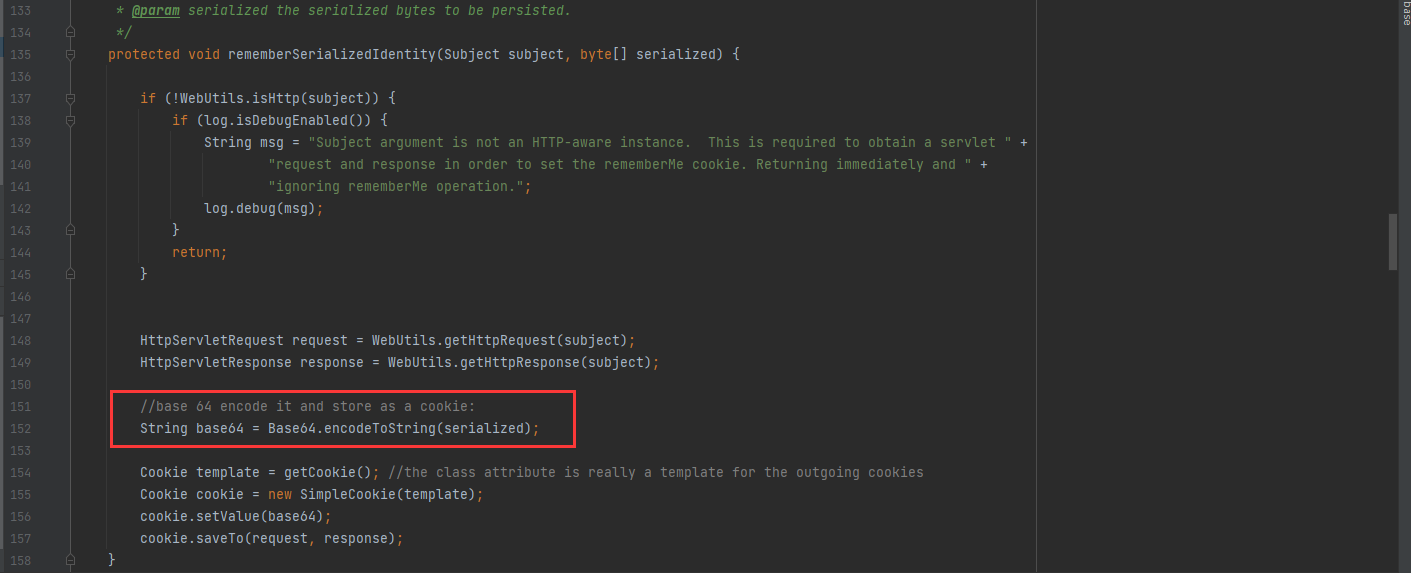 133 * @param serialized the serialized bytes to be persisted.
134 */
135 protected void rememberSerializedIdentity(Subject subject, byte[] serialized) {
136
137 if (!WebUtils.isHttp(subject)) {
138 if (log.isDebugEnabled()) {
139 String msg = "Subject argument is not an HTTP-aware instance.  This is required to obtain a servlet " +
140 "request and response in order to set the rememberMe cookie. Returning immediately and " +
141 "ignoring rememberMe operation.";
142 log.debug(msg);
143 }
144 return;
145 }
146
147
148 HttpServletRequest request = WebUtils.getHttpRequest(subject);
149 HttpServletResponse response = WebUtils.getHttpResponse(subject);
150
151 //base 64 encode it and store as a cookie:
152 String base64 = Base64.encodeToString(serialized);
153
154 Cookie template = getCookie(); //the class attribute is really a template for the outgoing cookies
155 Cookie cookie = new SimpleCookie(template);
156 cookie.setValue(base64);
157 cookie.saveTo(request, response);
158 }
base